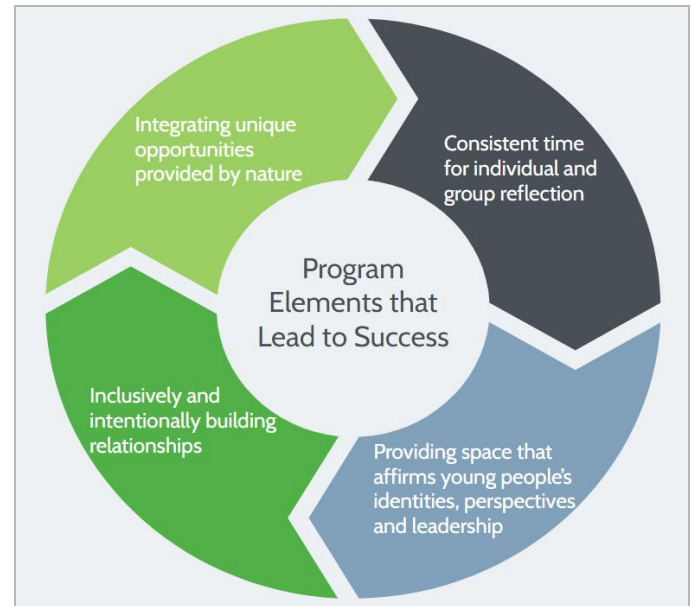 Integrating unique
opportunities
provided by nature
Consistent time
for individual and
group reflection
Program
Elements that
Lead to Success
Inclusively and
intentionally building
relationships
Providing space that
affirms young people’s
identities, perspectives
and leadership